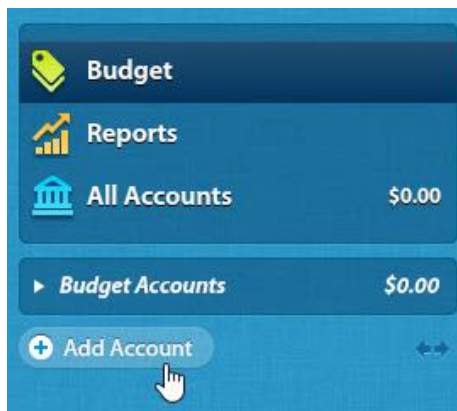 Budget
Reports
All Accounts $0.00
Budget Accounts $0.00
Add Account